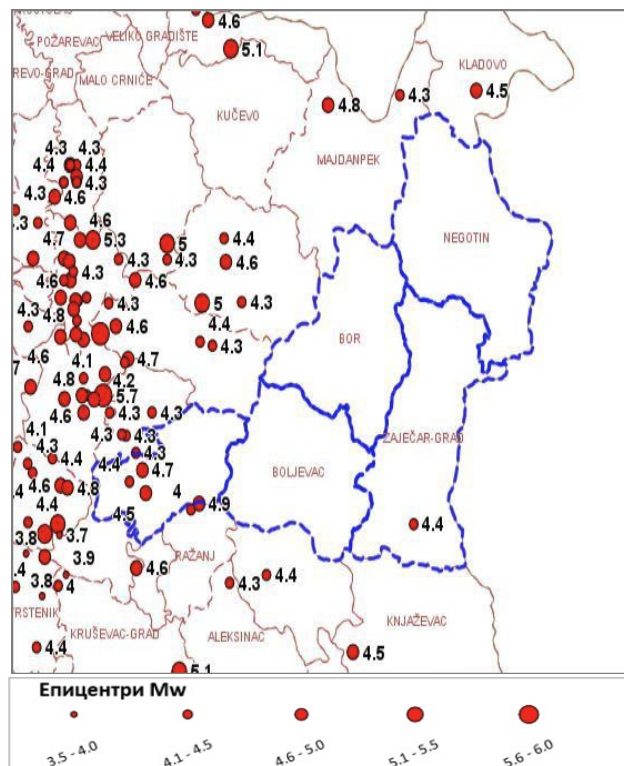 4.6
POŽAREVAC
VELIKO GRADIŠTE
5.1
KLADOVO
REVO-GRAD
MALO CRNIĆE
4.3
4.5
4.8
KUČEVO
MAJDANPEK
4.3 4.3
4.4 4.4
4.3
4.3 4.6
4.6
4.7 5.3 5 4.4
NEGOTIN
4.3 4.3 4.3 4.6
4.6 4.6
4.3 4.3 5 4.3
4.8 4.6 4.4
4.3
BOR
4.6 4.1 4.7
4.8 4.2
5.7
4.6 4.3 4.3
4.1 4.3 4.3
ZAJEČAR-GRAD
4.3 4.4 4.3
4.4 4.7
BOLJEVAC
4.6 4.8 4 4.9
4.4 4.5
4.4
3.8 3.7
RAŽANJ
3.9 4.6 4.4
3.8 4 4.3
TRSTENIK
KRUŠEVAC-GRAD
ALEKSINAC
KNJAŽEVAC
4.4
4.5
5.1
Епицентри Mw
3.5 - 4.0 4.1 - 4.5 4.6 - 5.0 5.1 - 5.5 5.6 - 6.0